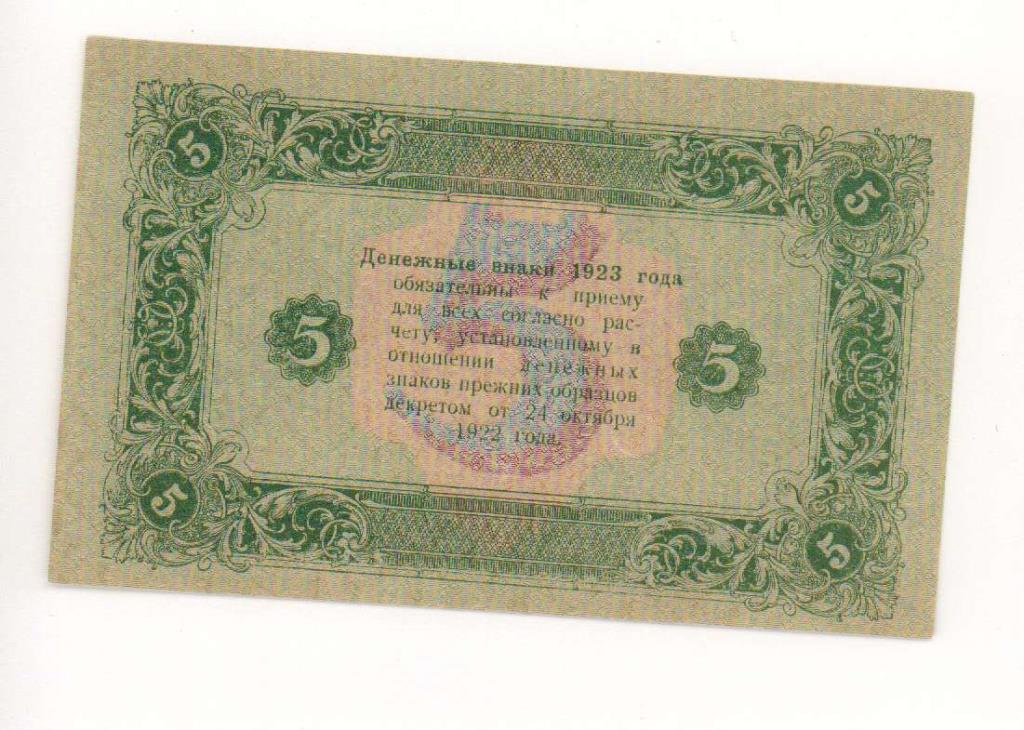 5
5
Денежные знаки 1923 года
обязательны к приему
для всех согласно рас-
чету, установленному в
отношении денежных
знаков прежних образцов
декретом от 24 октября
1922 года.
5
5
5
5
5